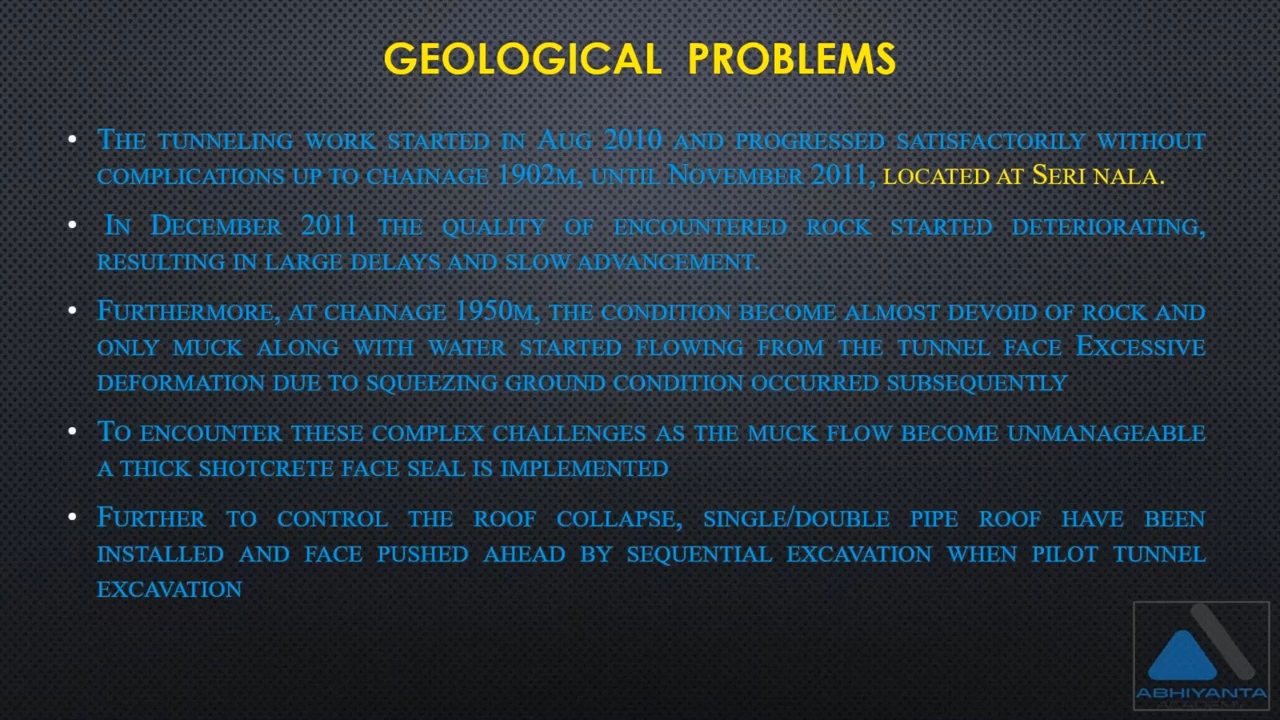 GEOLOGICAL PROBLEMS
• The tunneling work started in Aug 2010 and progressed satisfactorily without
complications up to chainage 1902m, until November 2011, located at Seri nala.
• In December 2011 the quality of encountered rock started deteriorating,
resulting in large delays and slow advancement.
• Furthermore, at chainage 1950m, the condition become almost devoid of rock and
only muck along with water started flowing from the tunnel face Excessive
deformation due to squeezing ground condition occurred subsequently
• To encounter these complex challenges as the muck flow become unmanageable
a thick shotcrete face seal is implemented
• Further to control the roof collapse, single/double pipe roof have been
installed and face pushed ahead by sequential excavation when pilot tunnel
excavation
ABHIYANTA
ACADEMY